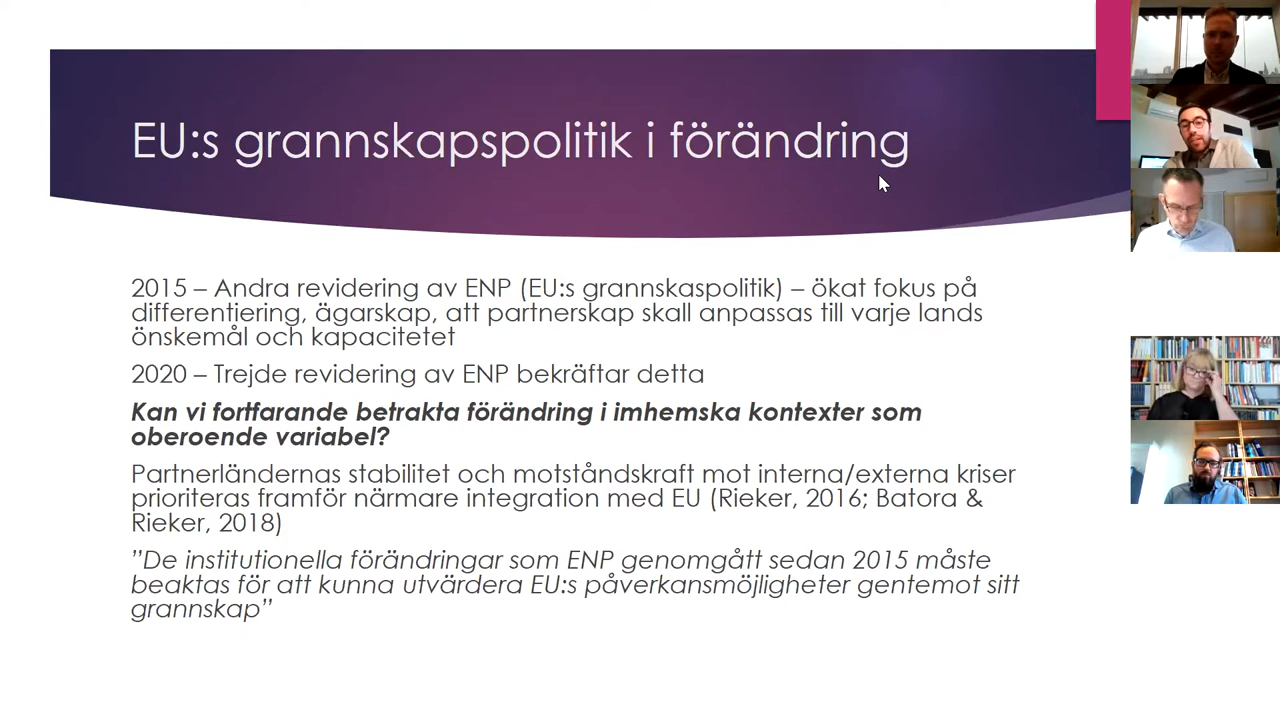 EU:s grannskapspolitik i förändring
2015 – Andra revidering av ENP (EU:s grannskaspolitik) – ökat fokus på
differentiering, ägarskap, att partnerskap skall anpassas till varje lands
önskemål och kapacitetet
2020 – Trejde revidering av ENP bekräftar detta
Kan vi fortfarande betrakta förändring i imhemska kontexter som
oberoende variabel?
Partnerländernas stabilitet och motståndskraft mot interna/externa kriser
prioriteras framför närmare integration med EU (Rieker, 2016; Batora &
Rieker, 2018)
”De institutionella förändringar som ENP genomgått sedan 2015 måste
beaktas för att kunna utvärdera EU:s påverkansmöjligheter gentemot sitt
grannskap”